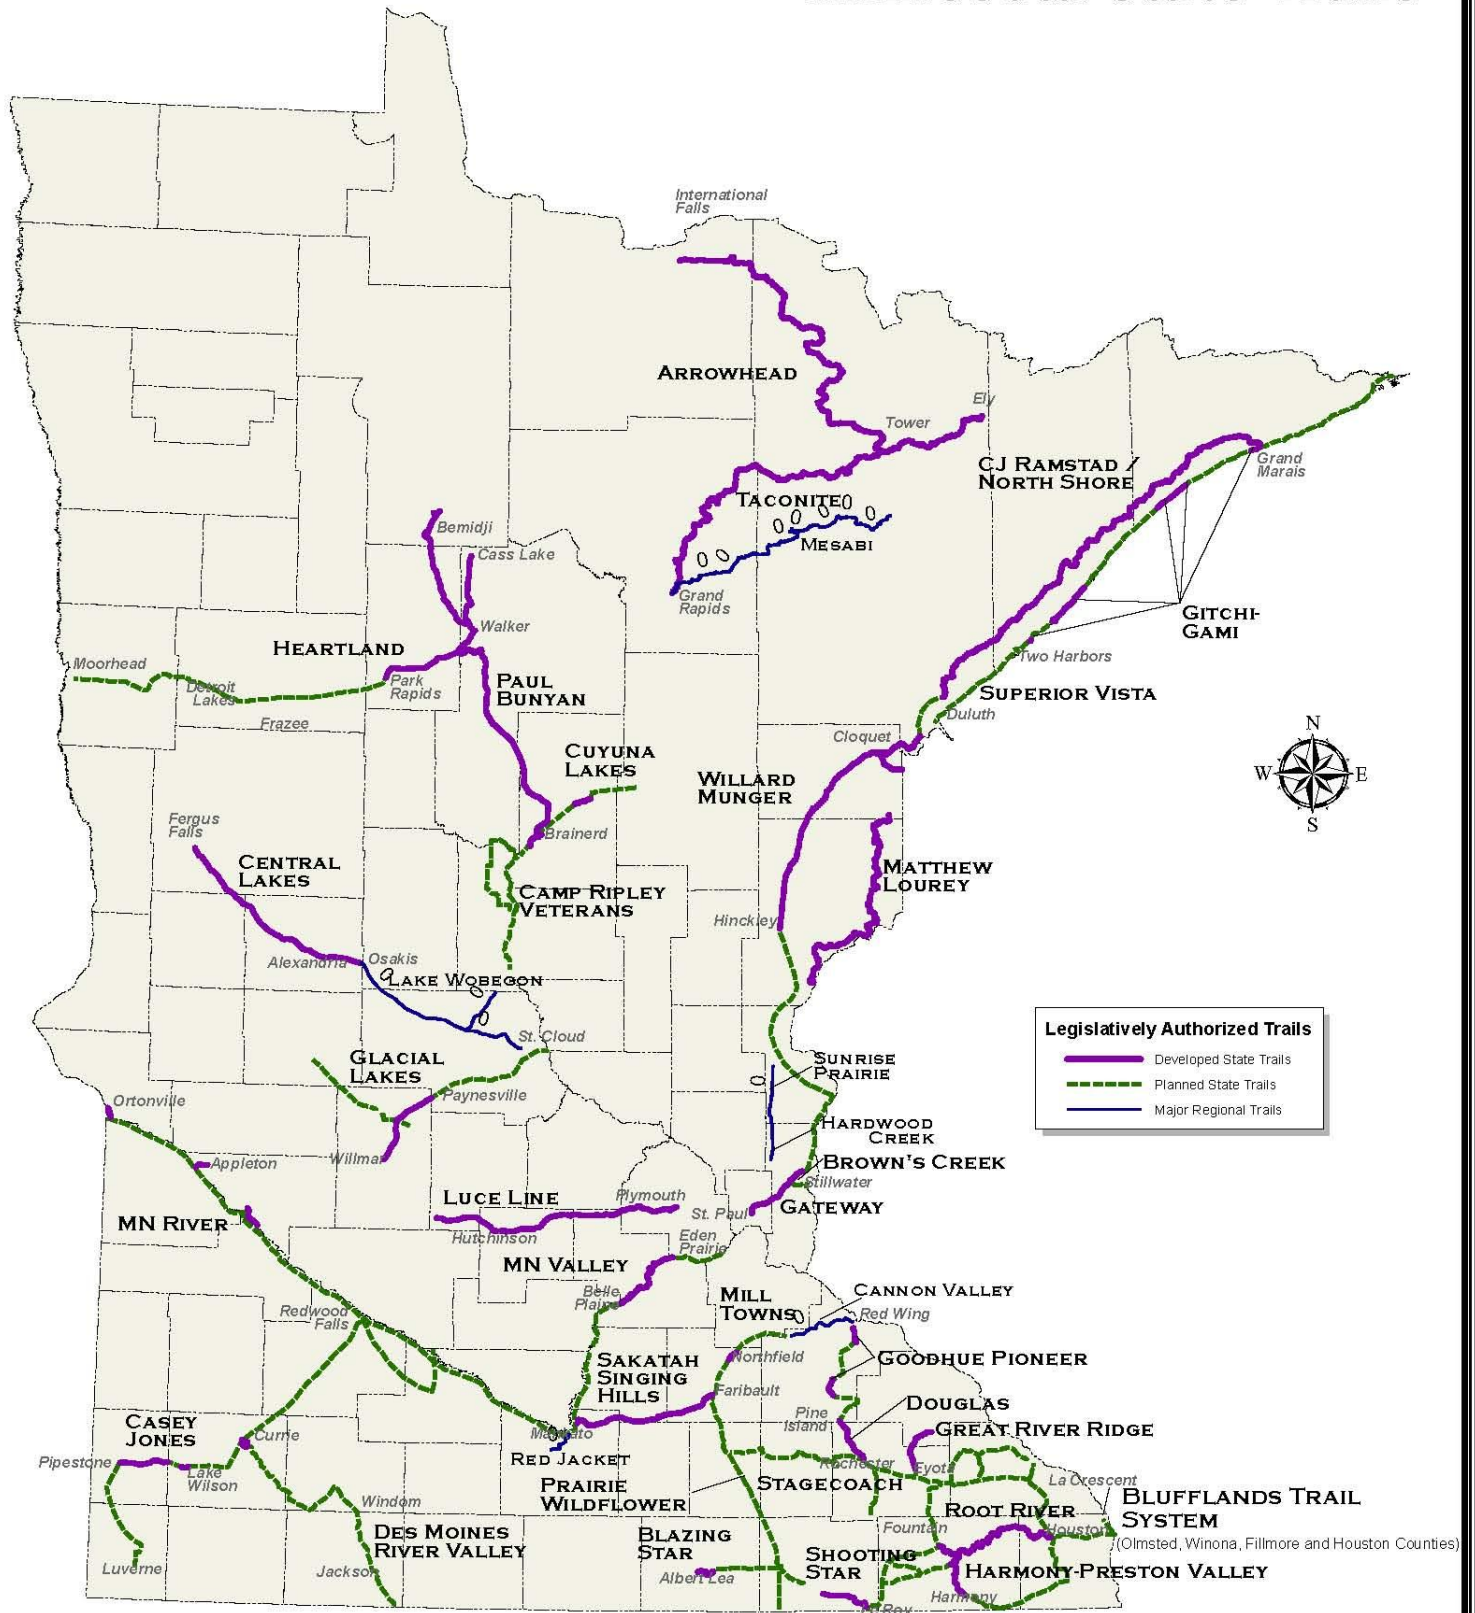 International
Falls
ARROWHEAD
Ely
Tower
CJ RAMSTAD /
NORTH SHORE
Grand
Marais
TACONITE
MESABI
Bemidji
Cass Lake
Grand
Rapids
GITCHI-
GAMI
Walker
HEARTLAND
Two Harbors
Moorhead
Detroit
Lakes
Park
Rapids
PAUL
BUNYAN
SUPERIOR VISTA
Frazee
Duluth
Cloquet
CUYUNA
LAKES
WILLARD
MUNGER
N
W
E
S
Fergus
Falls
Brainerd
CENTRAL
LAKES
MATTHEW
LOUREY
CAMP RIPLEY
VETERANS
Hinckley
Alexandria
Osakis
LAKE WOBEGON
St. Cloud
Legislatively Authorized Trails
Developed State Trails
Planned State Trails
Major Regional Trails
GLACIAL
LAKES
SUNRISE
PRAIRIE
Ortonville
Paynesville
HARDWOOD
CREEK
Appleton
Willmar
BROWN'S CREEK
Stillwater
LUCE LINE
Plymouth
St. Paul
GATEWAY
MN RIVER
Hutchinson
Eden
Prairie
MN VALLEY
Belle
Plaine
MILL
TOWNS
CANNON VALLEY
Red Wing
Redwood
Falls
Northfield
GOODHUE PIONEER
SAKATAH
SINGING
HILLS
Faribault
DOUGLAS
Pine
Island
GREAT RIVER RIDGE
CASEY
JONES
Currie
Mankato
RED JACKET
Pipestone
Lake
Wilson
Rochester
Eyota
La Crescent
PRAIRIE
WILDFLOWER
STAGECOACH
BLUFFLANDS TRAIL
SYSTEM
(Olmsted, Winona, Fillmore and Houston Counties)
Windom
ROOT RIVER
Fountain
Houston
DES MOINES
RIVER VALLEY
BLAZING
STAR
SHOOTING
STAR
HARMONY-PRESTON VALLEY
Luverne
Jackson
Albert Lea
Harmony